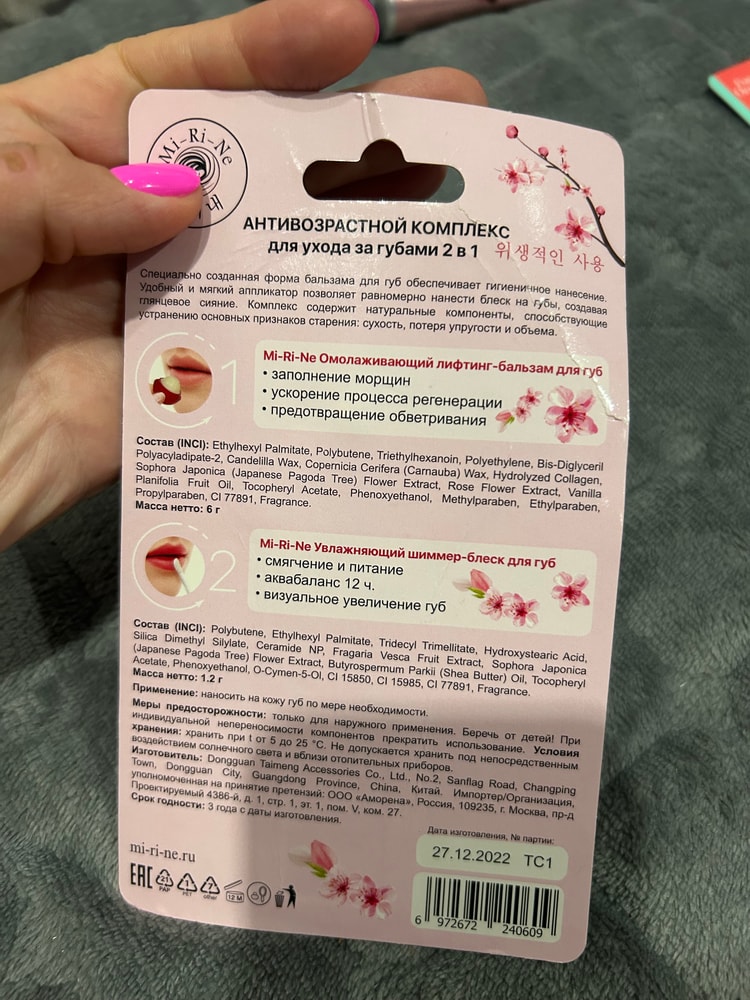 Mi-Ri-Ne
내
АНТИВОЗРАСТНОЙ КОМПЛЕКС
для ухода за губами 2 в 1
위생적인 사용
Специально созданная форма бальзама для губ обеспечивает гигиеничное нанесение.
Удобный и мягкий аппликатор позволяет равномерно нанести блеск на губы, создавая
глянцевое сияние. Комплекс содержит натуральные компоненты, способствующие
устранению основных признаков старения: сухость, потеря упругости и объема.
1
Mi-Ri-Ne Омолаживающий лифтинг-бальзам для губ
• заполнение морщин
• ускорение процесса регенерации
• предотвращение обветривания
Состав (INCI): Ethylhexyl Palmitate, Polybutene, Triethylhexanoin, Polyethylene, Bis-Diglyceril
Polyacyladipate-2, Candelilla Wax, Copernicia Cerifera (Carnauba) Wax, Hydrolyzed Collagen,
Sophora Japonica (Japanese Pagoda Tree) Flower Extract, Rose Flower Extract, Vanilla
Planifolia Fruit Oil, Tocopheryl Acetate, Phenoxyethanol, Methylparaben, Ethylparaben,
Propylparaben, CI 77891, Fragrance.
Масса нетто: 6 г
2
Mi-Ri-Ne Увлажняющий шиммер-блеск для губ
• смягчение и питание
• аквабаланс 12 ч.
• визуальное увеличение губ
Состав (INCI): Polybutene, Ethylhexyl Palmitate, Tridecyl Trimellitate, Hydroxystearic Acid,
Silica Dimethyl Silylate, Ceramide NP, Fragaria Vesca Fruit Extract, Sophora Japonica
(Japanese Pagoda Tree) Flower Extract, Butyrospermum Parkii (Shea Butter) Oil, Tocopheryl
Acetate, Phenoxyethanol, O-Cymen-5-Ol, CI 15850, CI 15985, CI 77891, Fragrance.
Масса нетто: 1.2 г
Применение: наносить на кожу губ по мере необходимости.
Меры предосторожности: только для наружного применения. Беречь от детей! При
индивидуальной непереносимости компонентов прекратить использование. Условия
хранения: хранить при t от 5 до 25 °C. Не допускается хранить под непосредственным
воздействием солнечного света и вблизи отопительных приборов.
Изготовитель: Dongguan Taimeng Accessories Co., Ltd., No.2, Sanflag Road, Changping
Town, Dongguan City, Guangdong Province, China, Китай. Импортер/Организация,
уполномоченная на принятие претензий: ООО «Аморена», Россия, 109235, г. Москва, пр-д
Проектируемый 4386-й, д. 1, стр. 1, эт. 1, пом. V, ком. 27.
Срок годности: 3 года с даты изготовления.
Дата изготовления, № партии:
27.12.2022 TC1
mi-ri-ne.ru
EAC
21
PAP
1
PET
7
other
12 M
6 972672 240609